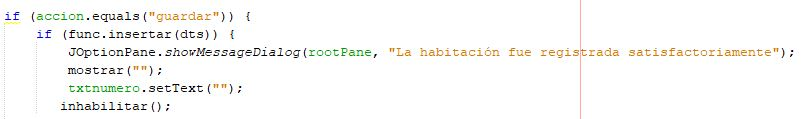 if (accion.equals("guardar")) {
if (func.insertar(dts)) {
JOptionPane.showMessageDialog(rootPane, "La habitación fue registrada satisfactoriamente");
mostrar("");
txtnumero.setText("");
inhabilitar();